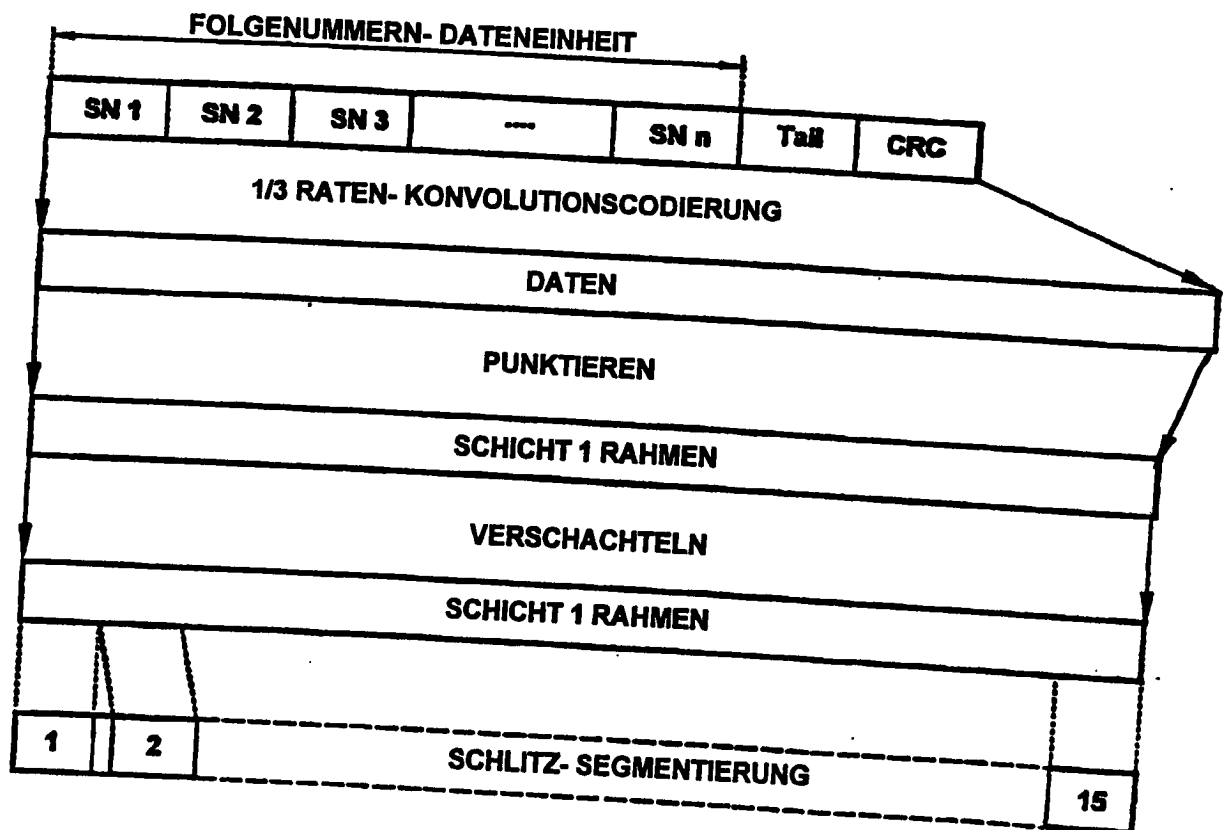 FOLGENUMMERN- DATENEINHEIT
SN 1 SN 2 SN 3 ---- SN n Tail CRC
1/3 RATEN- KONVOLUTIONSCODIERUNG
DATEN
PUNKTIEREN
SCHICHT 1 RAHMEN
VERSCHACHTELN
SCHICHT 1 RAHMEN
1 2 SCHLITZ- SEGMENTIERUNG 15